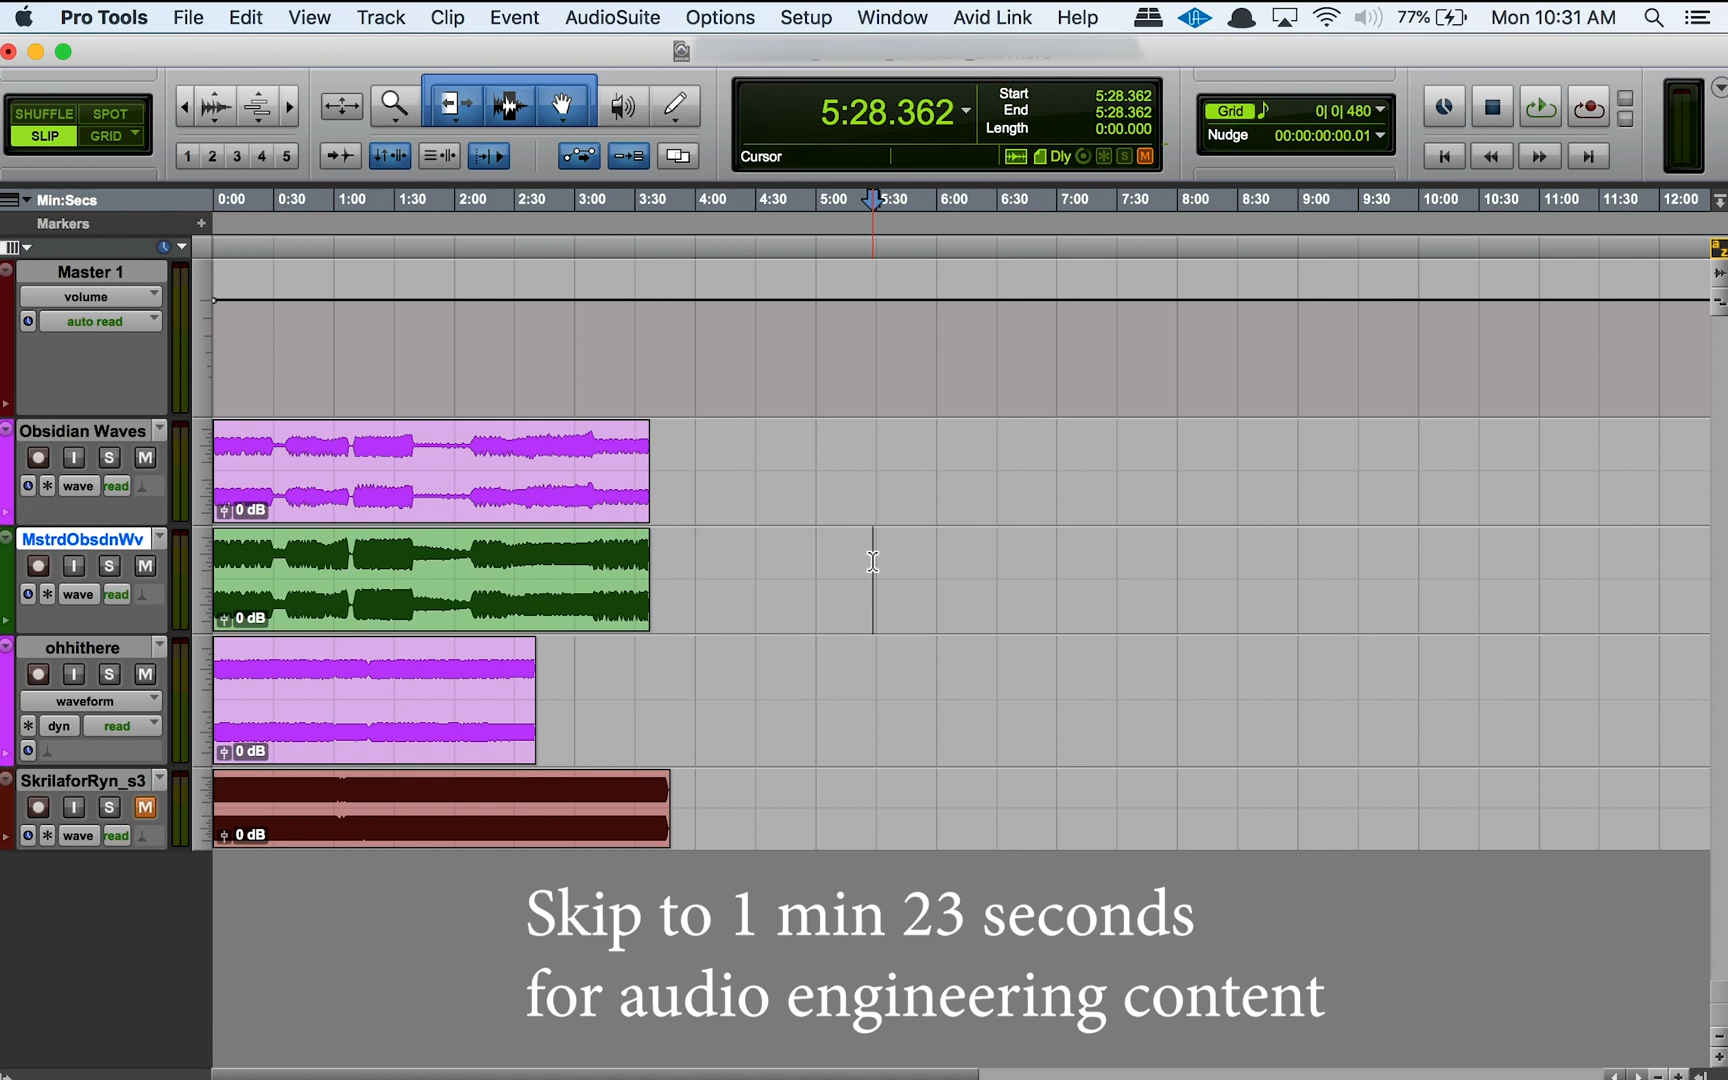 Pro Tools File Edit View Track Clip Event AudioSuite Options Setup Window Avid Link Help 77% Mon 10:31 AM
SHUFFLE SPOT
SLIP GRID
1 2 3 4 5
5:28.362
Start 5:28.362
End 5:28.362
Length 0:00.000
Cursor Dly S M
Grid 0| 0| 480
Nudge 00:00:00:00.01
Min:Secs 0:00 0:30 1:00 1:30 2:00 2:30 3:00 3:30 4:00 4:30 5:00 5:30 6:00 6:30 7:00 7:30 8:00 8:30 9:00 9:30 10:00 10:30 11:00 11:30 12:00
Markers
a z
Master 1
volume
auto read
Obsidian Waves
I S M
wave read
0 dB
MstrdObsdnWv
I S M
wave read
0 dB
ohhithere
I S M
waveform
dyn read
0 dB
SkrilaforRyn_s3
I S M
wave read
0 dB
Skip to 1 min 23 seconds
for audio engineering content